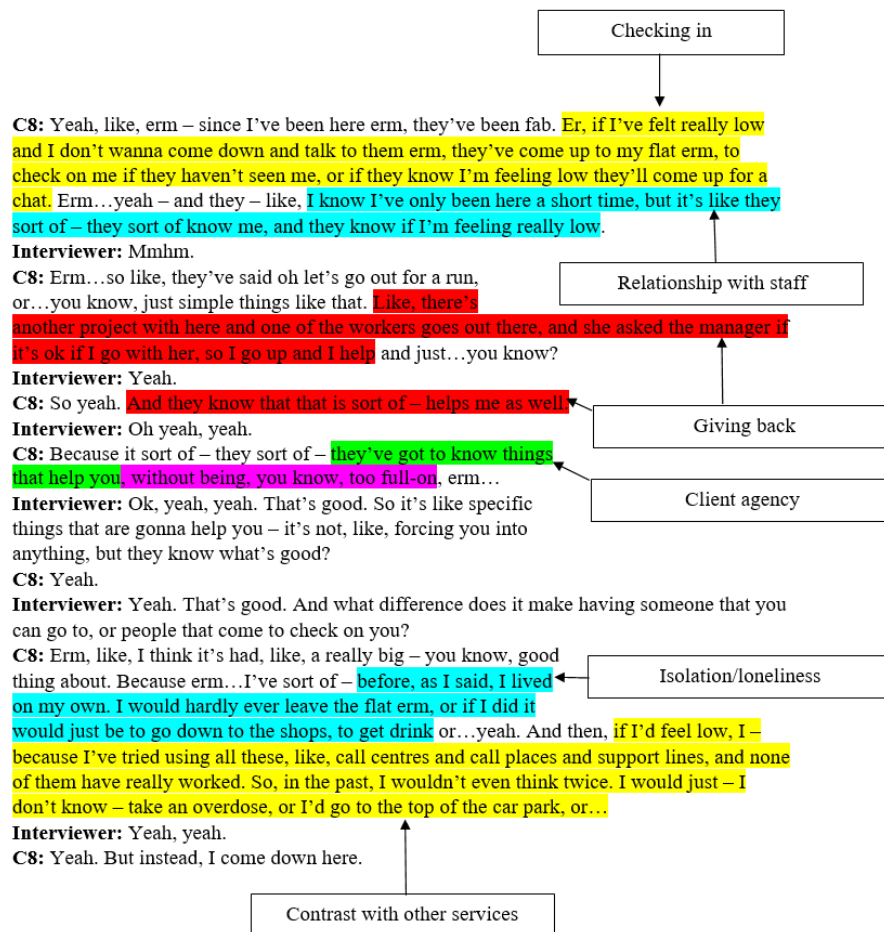 Checking in
C8: Yeah, like, erm – since I've been here erm, they've been fab. Er, if I've felt really low
and I don't wanna come down and talk to them erm, they've come up to my flat erm, to
check on me if they haven't seen me, or if they know I'm feeling low they'll come up for a
chat. Erm…yeah – and they – like, I know I've only been here a short time, but it's like they
sort of – they sort of know me, and they know if I'm feeling really low.
Interviewer: Mmhm.
C8: Erm…so like, they've said oh let's go out for a run,
or…you know, just simple things like that. Like, there's
Relationship with staff
another project with here and one of the workers goes out there, and she asked the manager if
it's ok if I go with her, so I go up and I help and just…you know?
Interviewer: Yeah.
C8: So yeah. And they know that that is sort of – helps me as well.
Giving back
Interviewer: Oh yeah, yeah.
C8: Because it sort of – they sort of – they've got to know things
that help you, without being, you know, too full-on, erm…
Client agency
Interviewer: Ok, yeah, yeah. That's good. So it's like specific
things that are gonna help you – it's not, like, forcing you into
anything, but they know what's good?
C8: Yeah.
Interviewer: Yeah. That's good. And what difference does it make having someone that you
can go to, or people that come to check on you?
C8: Erm, like, I think it's had, like, a really big – you know, good
thing about. Because erm…I've sort of – before, as I said, I lived
Isolation/loneliness
on my own. I would hardly ever leave the flat erm, or if I did it
would just be to go down to the shops, to get drink or…yeah. And then, if I'd feel low, I –
because I've tried using all these, like, call centres and call places and support lines, and none
of them have really worked. So, in the past, I wouldn't even think twice. I would just – I
don't know – take an overdose, or I'd go to the top of the car park, or…
Interviewer: Yeah, yeah.
C8: Yeah. But instead, I come down here.
Contrast with other services